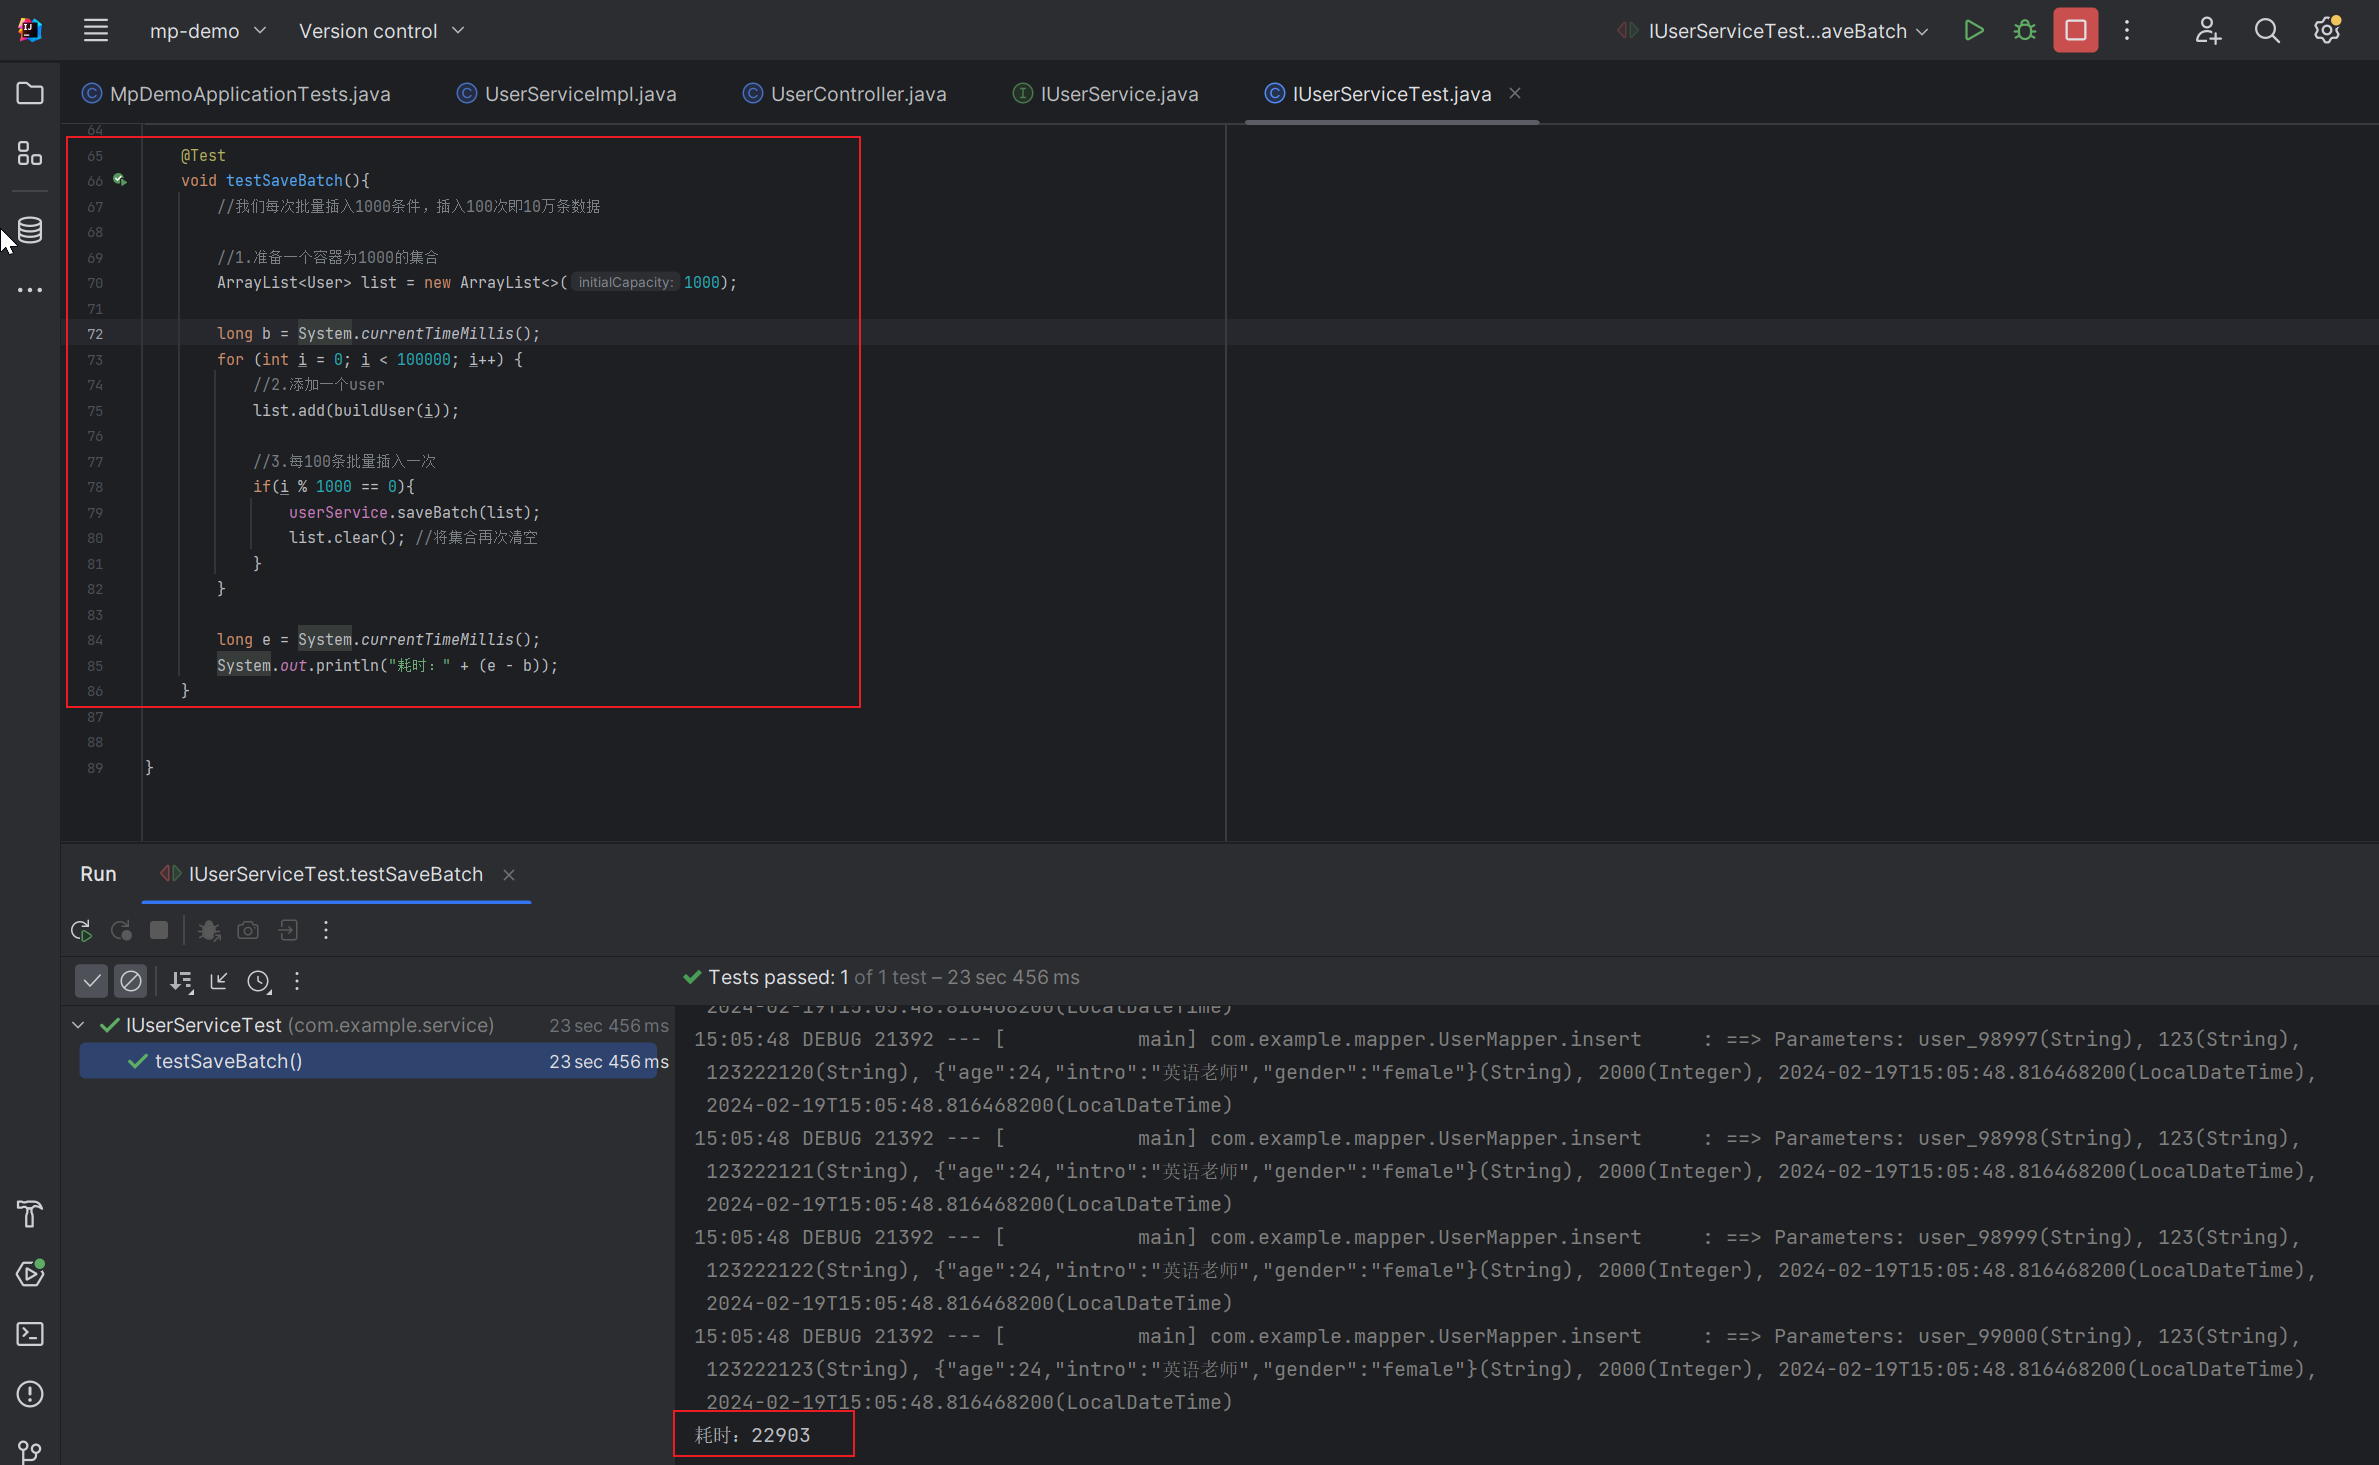 mp-demo Version control IUserServiceTest...aveBatch
MpDemoApplicationTests.java UserServiceImpl.java UserController.java IUserService.java IUserServiceTest.java
64
65 @Test
66 void testSaveBatch(){
67 //我们每次批量插入1000条件，插入100次即10万条数据
68
69 //1.准备一个容器为1000的集合
70 ArrayList<User> list = new ArrayList<>( initialCapacity: 1000);
71
72 long b = System.currentTimeMillis();
73 for (int i = 0; i < 100000; i++) {
74 //2.添加一个user
75 list.add(buildUser(i));
76
77 //3.每100条批量插入一次
78 if(i % 1000 == 0){
79 userService.saveBatch(list);
80 list.clear(); //将集合再次清空
81 }
82 }
83
84 long e = System.currentTimeMillis();
85 System.out.println("耗时：" + (e - b));
86 }
87
88
89 }
Run IUserServiceTest.testSaveBatch
Tests passed: 1 of 1 test – 23 sec 456 ms
IUserServiceTest (com.example.service) 23 sec 456 ms
testSaveBatch() 23 sec 456 ms
2024-02-19T15:05:48.816468200(LocalDateTime)
15:05:48 DEBUG 21392 --- [ main] com.example.mapper.UserMapper.insert : ==> Parameters: user_98997(String), 123(String),
123222120(String), {"age":24,"intro":"英语老师","gender":"female"}(String), 2000(Integer), 2024-02-19T15:05:48.816468200(LocalDateTime),
2024-02-19T15:05:48.816468200(LocalDateTime)
15:05:48 DEBUG 21392 --- [ main] com.example.mapper.UserMapper.insert : ==> Parameters: user_98998(String), 123(String),
123222121(String), {"age":24,"intro":"英语老师","gender":"female"}(String), 2000(Integer), 2024-02-19T15:05:48.816468200(LocalDateTime),
2024-02-19T15:05:48.816468200(LocalDateTime)
15:05:48 DEBUG 21392 --- [ main] com.example.mapper.UserMapper.insert : ==> Parameters: user_98999(String), 123(String),
123222122(String), {"age":24,"intro":"英语老师","gender":"female"}(String), 2000(Integer), 2024-02-19T15:05:48.816468200(LocalDateTime),
2024-02-19T15:05:48.816468200(LocalDateTime)
15:05:48 DEBUG 21392 --- [ main] com.example.mapper.UserMapper.insert : ==> Parameters: user_99000(String), 123(String),
123222123(String), {"age":24,"intro":"英语老师","gender":"female"}(String), 2000(Integer), 2024-02-19T15:05:48.816468200(LocalDateTime),
2024-02-19T15:05:48.816468200(LocalDateTime)
耗时：22903